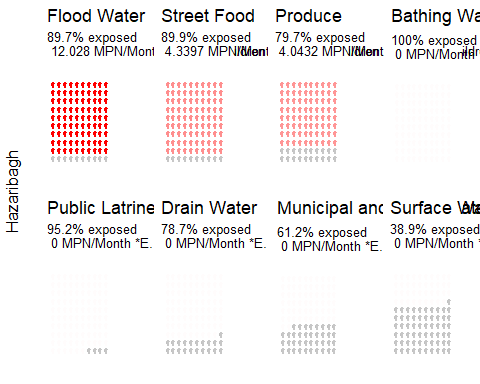 Flood Water
89.7% exposed
12.028 MPN/Mont
Street Food
89.9% exposed
4.3397 MPN/
Produce
79.7% exposed
4.0432 MPN/
Bathing Wa
100% exposed
0 MPN/Month
Hazaribagh
Public Latrine
95.2% exposed
0 MPN/Month *E.
Drain Water
78.7% exposed
0 MPN/Month *E.
Municipal and
61.2% exposed
0 MPN/Month *E.
Surface Wa
38.9% exposed
0 MPN/Month *E.